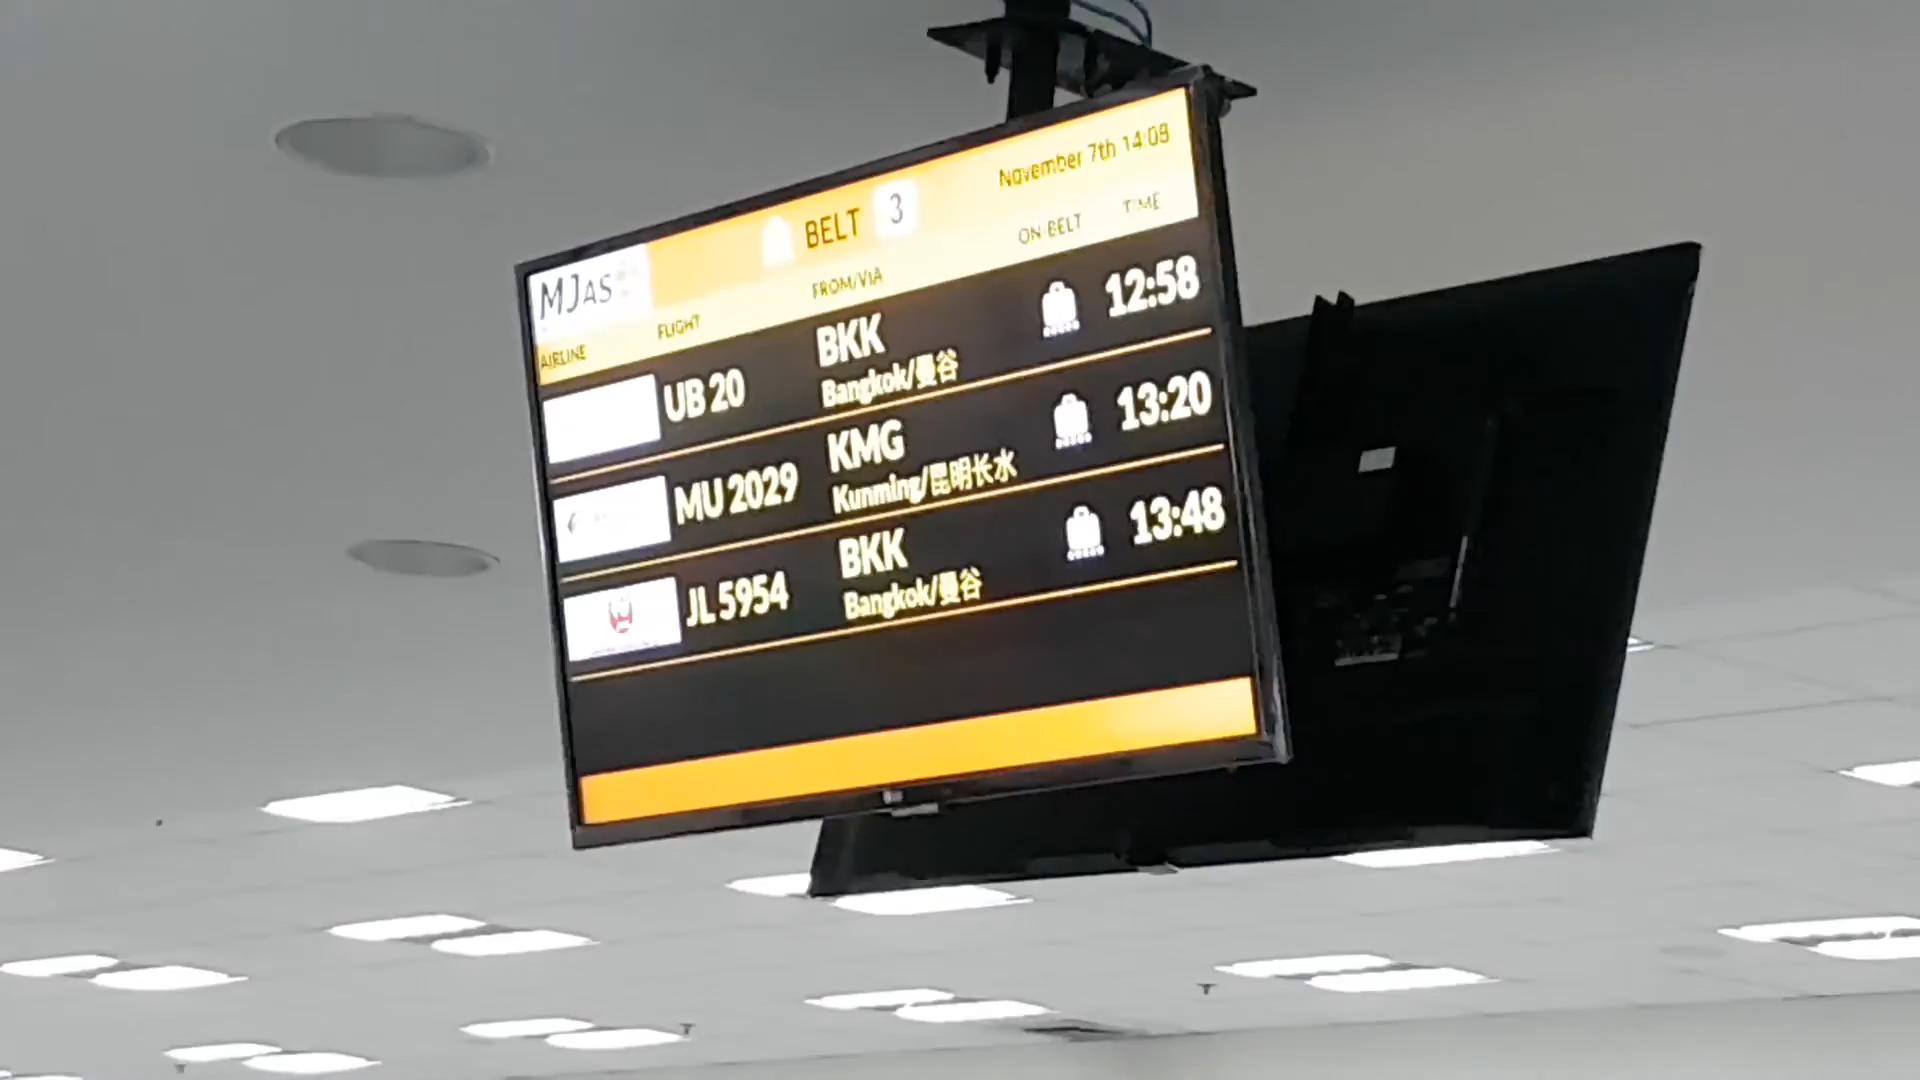 November 7th 14:09
BELT 3
MJAS
AIRLINE FLIGHT FROM/VIA ON-BELT TIME
UB 20 BKK 12:58
Bangkok/曼谷
MU 2029 KMG 13:20
Kunming/昆明长水
JL 5954 BKK 13:48
Bangkok/曼谷